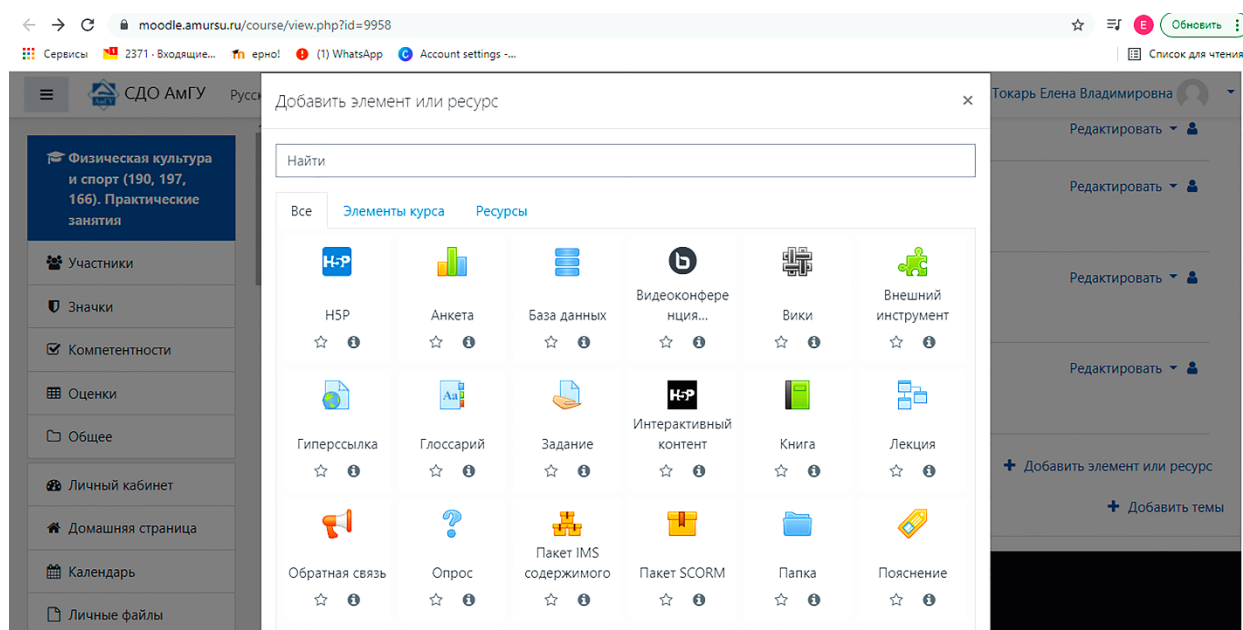 moodle.amursu.ru/course/view.php?id=9958
E
Обновить
Сервисы
2371 - Входящие...
ерно!
(1) WhatsApp
Account settings -...
Список для чтения
СДО АмГУ
Добавить элемент или ресурс
×
Токарь Елена Владимировна
Найти
Все
Элементы курса
Ресурсы
Физическая культура
и спорт (190, 197,
166). Практические
занятия
Участники
Значки
Компетентности
Оценки
Общее
Личный кабинет
Домашняя страница
Календарь
Личные файлы
H5P
Анкета
База данных
Видеоконфере
нция...
Вики
Внешний
инструмент
Гиперссылка
Глоссарий
Задание
Интерактивный
контент
Книга
Лекция
Обратная связь
Опрос
Пакет IMS
содержимого
Пакет SCORM
Папка
Пояснение
Редактировать
Редактировать
Редактировать
Редактировать
+ Добавить элемент или ресурс
+ Добавить темы